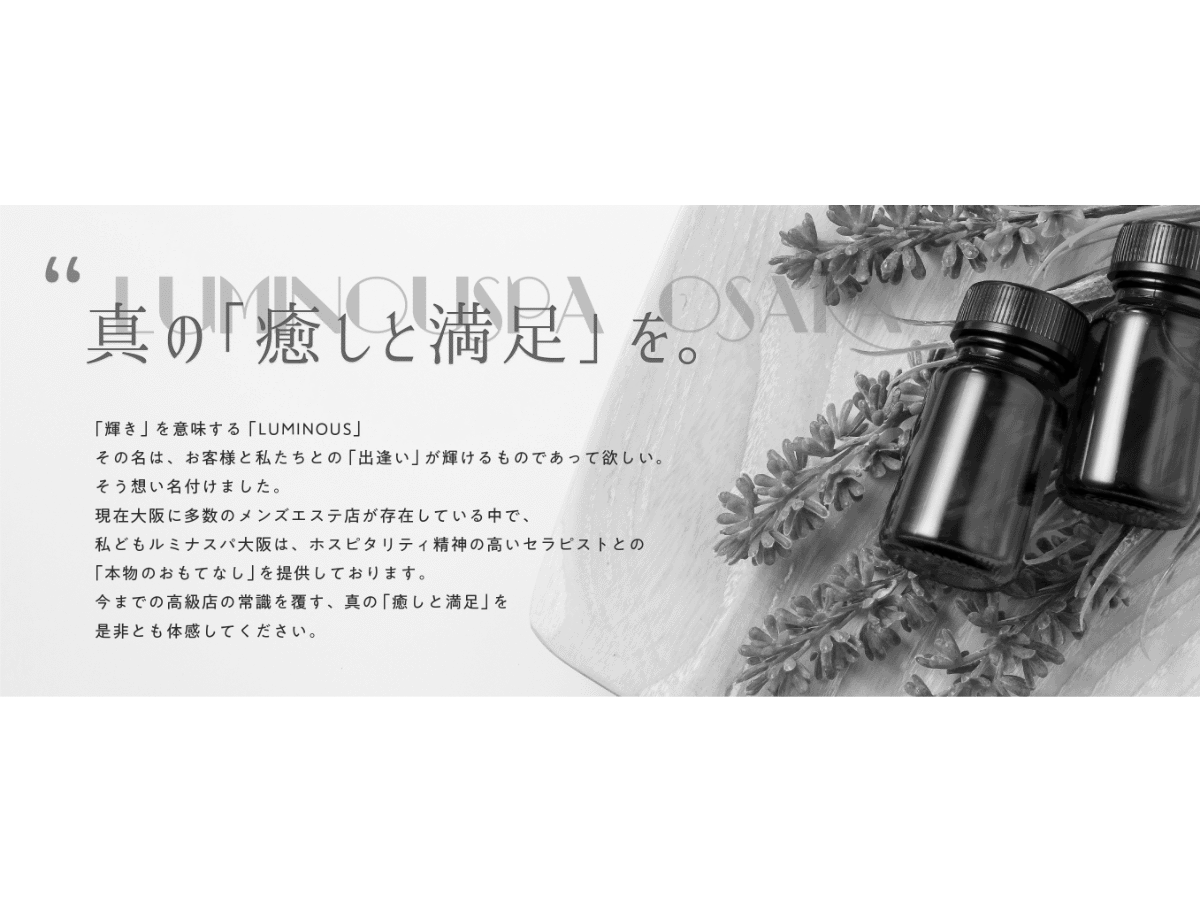 “
LUMINOUSPA OSAKA
真の「癒しと満足」を。
「輝き」を意味する「LUMINOUS」
その名は、お客様と私たちとの「出逢い」が輝けるものであって欲しい。
そう想い名付けました。
現在大阪に多数のメンズエステ店が存在している中で、
私どもルミナスパ大阪は、ホスピタリティ精神の高いセラピストとの
「本物のおもてなし」を提供しております。
今までの高級店の常識を覆す、真の「癒しと満足」を
是非とも体感してください。